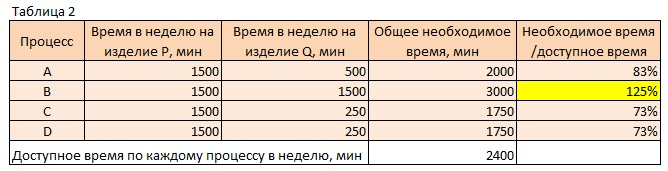 Таблица 2
Процесс | Время в неделю на изделие P, мин | Время в неделю на изделие Q, мин | Общее необходимое время, мин | Необходимое время /доступное время
A 1500 500 2000 83%
B 1500 1500 3000 125%
C 1500 250 1750 73%
D 1500 250 1750 73%
Доступное время по каждому процессу в неделю, мин 2400